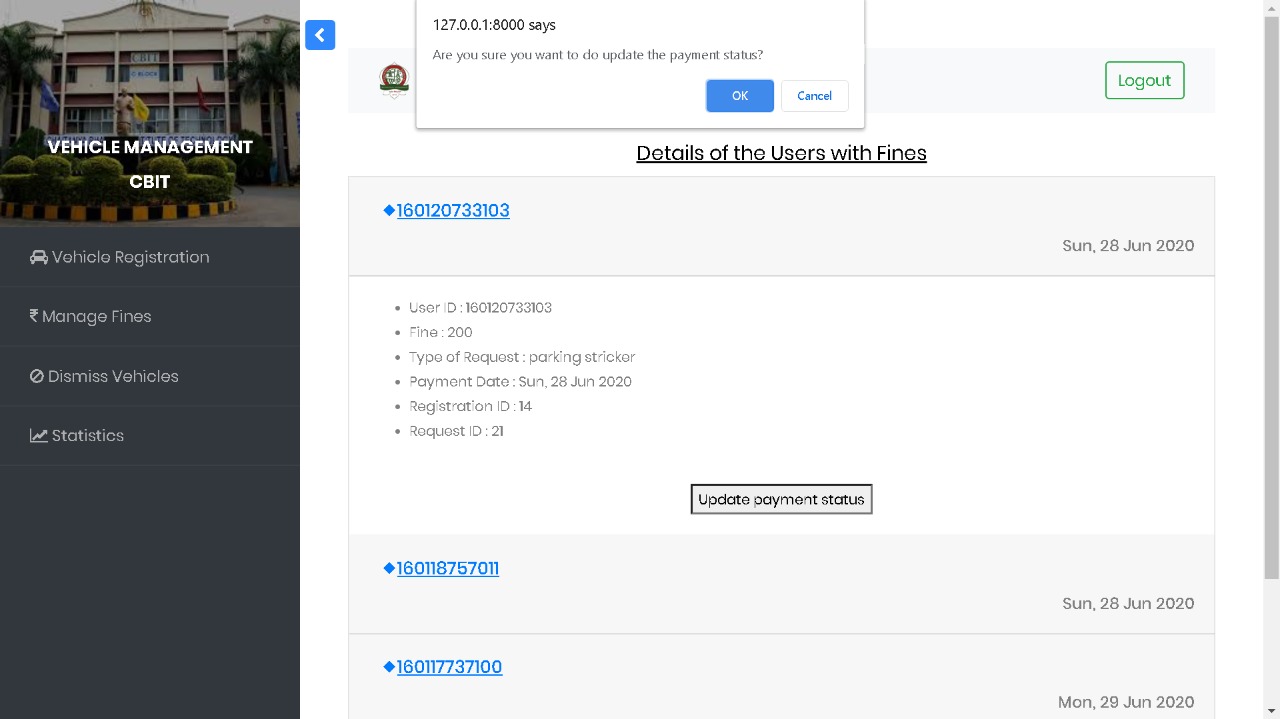 127.0.0.1:8000 says
Are you sure you want to do update the payment status?
OK
Cancel
Logout
CBIT
C BLOCK
VEHICLE MANAGEMENT
CBIT
Vehicle Registration
Manage Fines
Dismiss Vehicles
Statistics
Details of the Users with Fines
160120733103
Sun, 28 Jun 2020
User ID : 160120733103
Fine : 200
Type of Request : parking stricker
Payment Date : Sun, 28 Jun 2020
Registration ID : 14
Request ID : 21
Update payment status
160118757011
Sun, 28 Jun 2020
160117737100
Mon, 29 Jun 2020